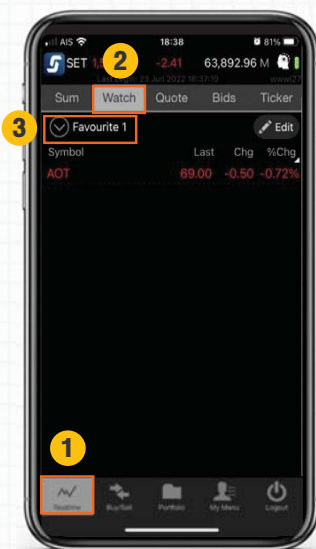 AIS 18:38 81%
SET -2.41 63,892.96 M
2
Sum Watch Quote Bids Ticker
3 Favourite 1 Edit
Symbol Last Chg %Chg
AOT 69.00 -0.50 -0.72%
1
Realtime Buy/Sell Portfolio My Menu Logout